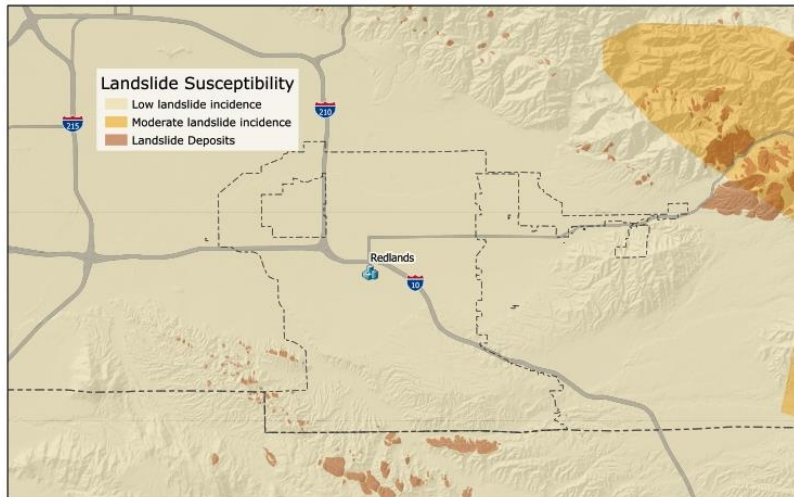 210
Landslide Susceptibility
Low landslide incidence
Moderate landslide incidence
Landslide Deposits
215
Redlands
10